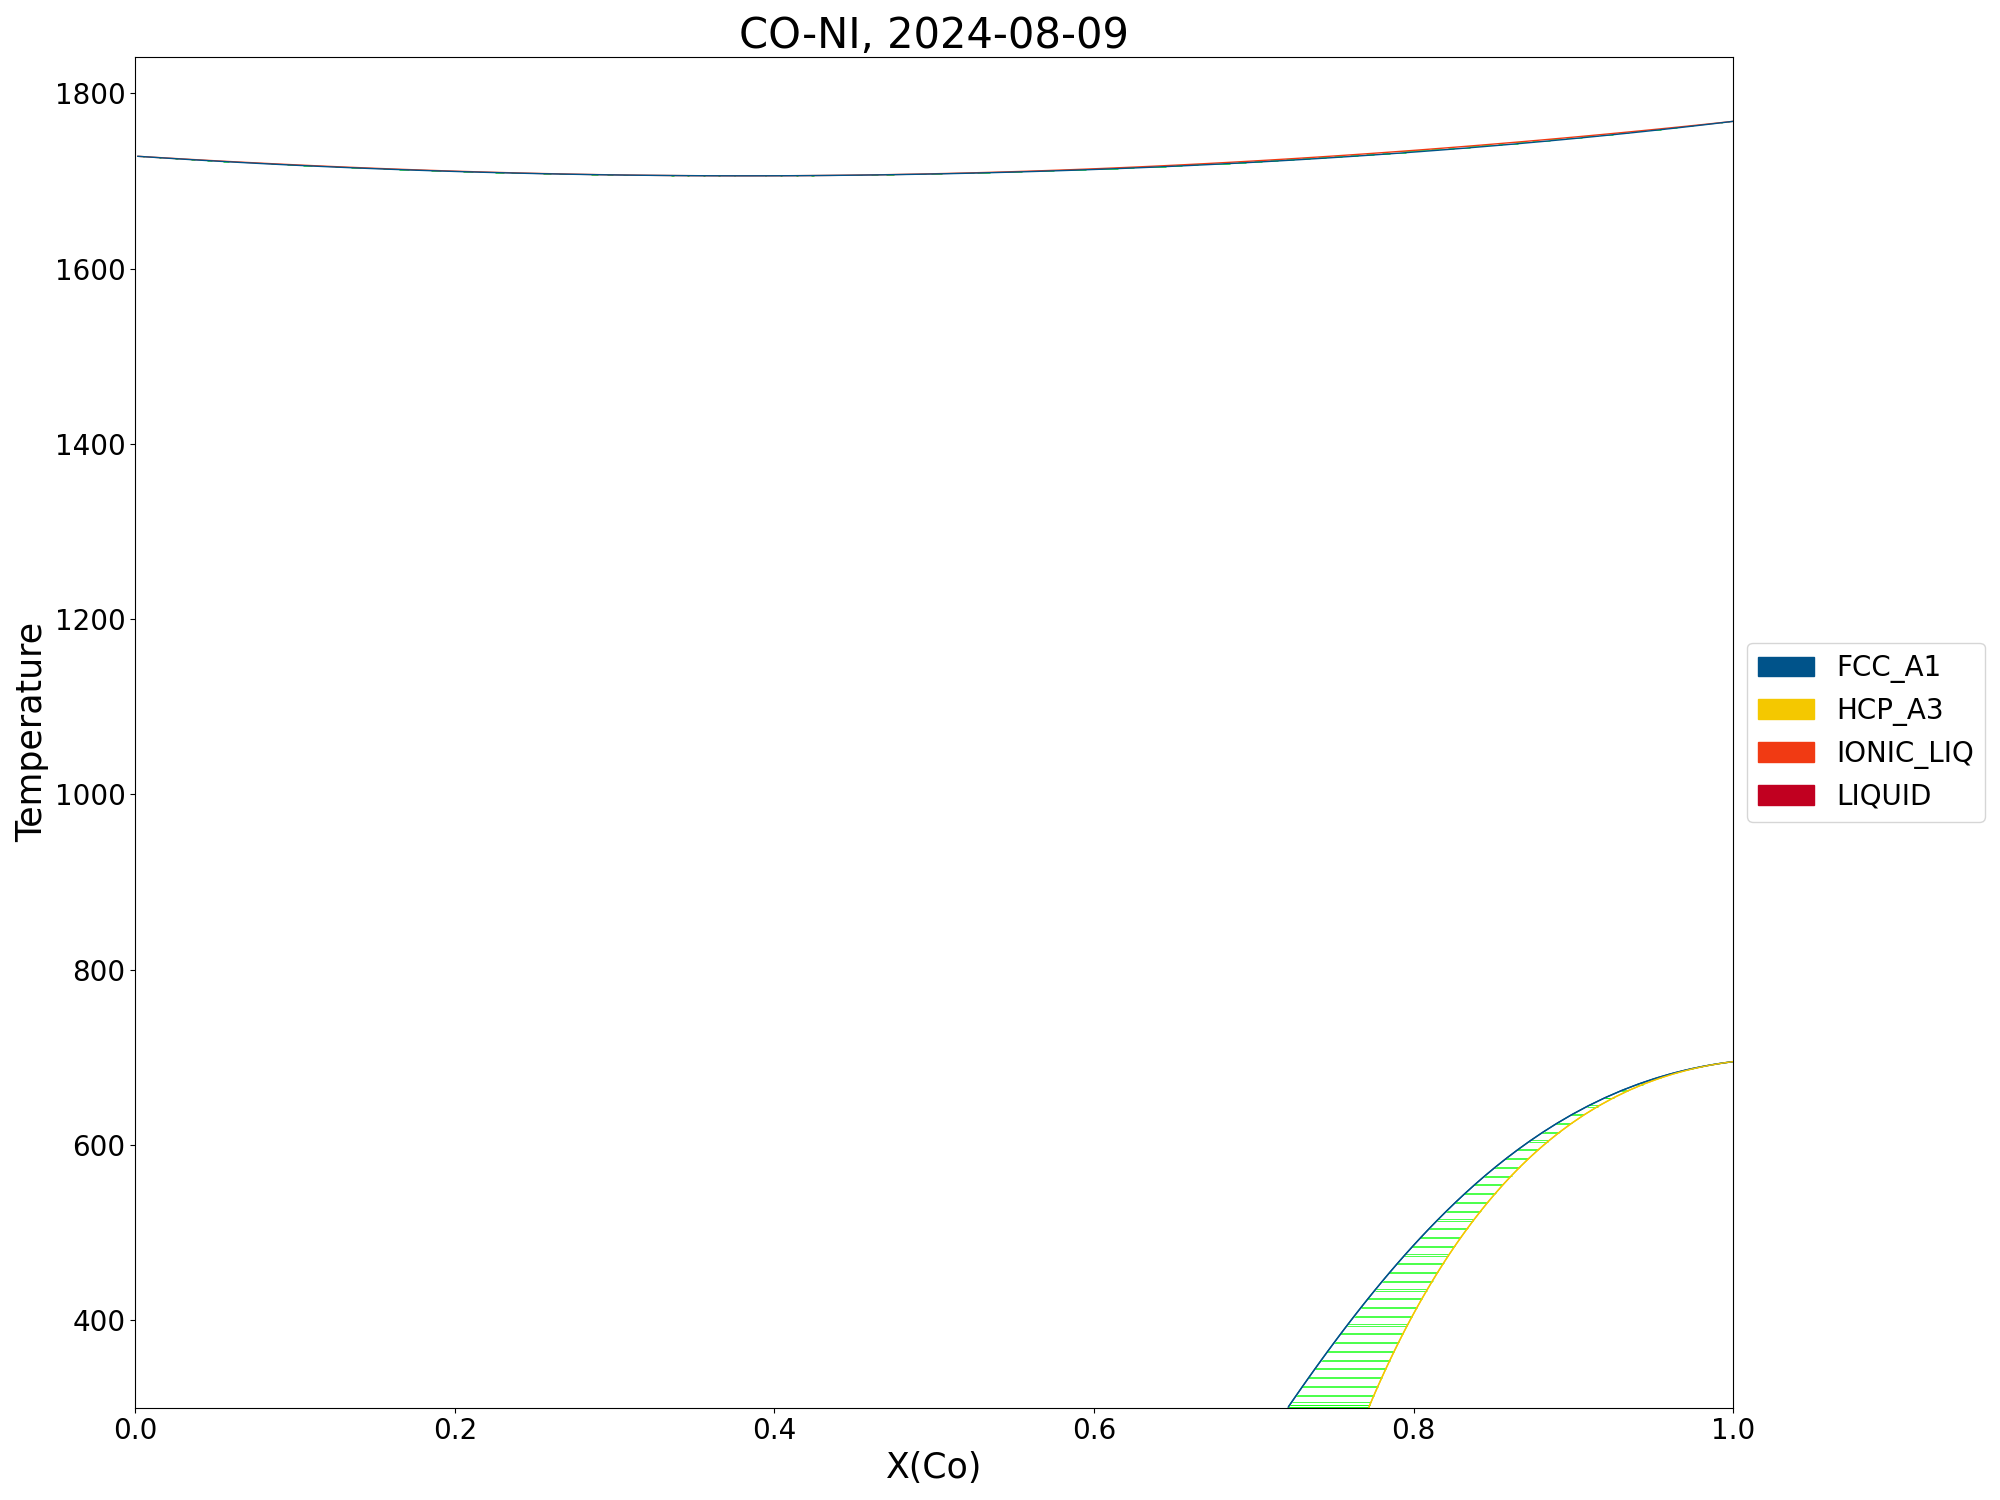 CO-NI, 2024-08-09
1800
1600
1400
1200
1000
800
600
400
Temperature
0.0 0.2 0.4 0.6 0.8 1.0
X(Co)
FCC_A1
HCP_A3
IONIC_LIQ
LIQUID